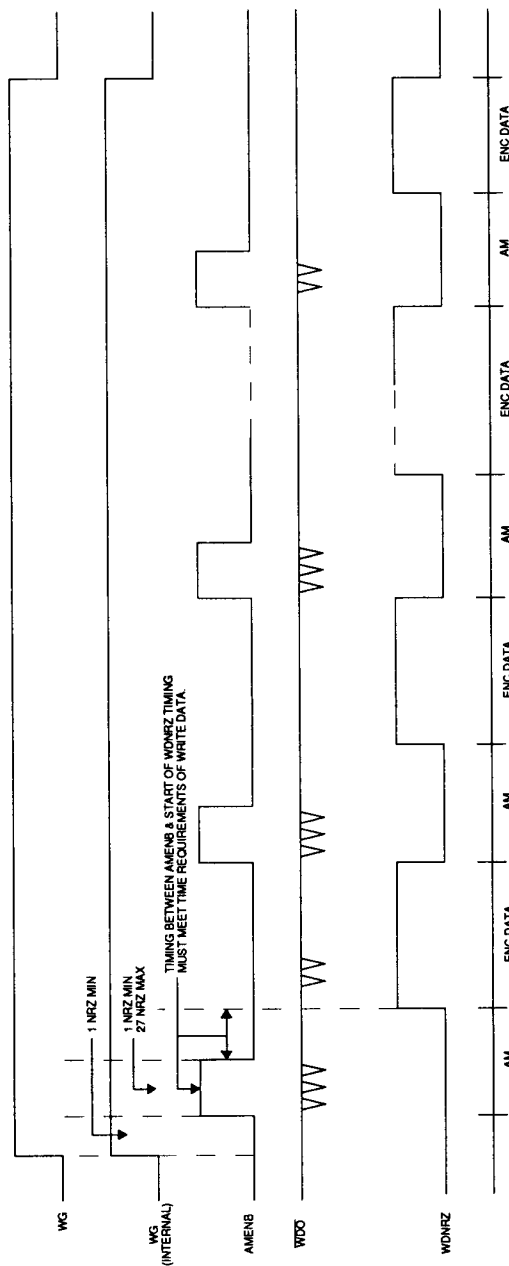 WG
WG
(INTERNAL)
AMENB
WDO
WDNRZ
1 NRZ MIN
1 NRZ MIN
27 NRZ MAX
TIMING BETWEEN AMENB & START OF WDNRZ TIMING
MUST MEET TIME REQUIREMENTS OF WRITE DATA.
AM
ENC DATA
AM
ENC DATA
AM
ENC DATA
AM
ENC DATA